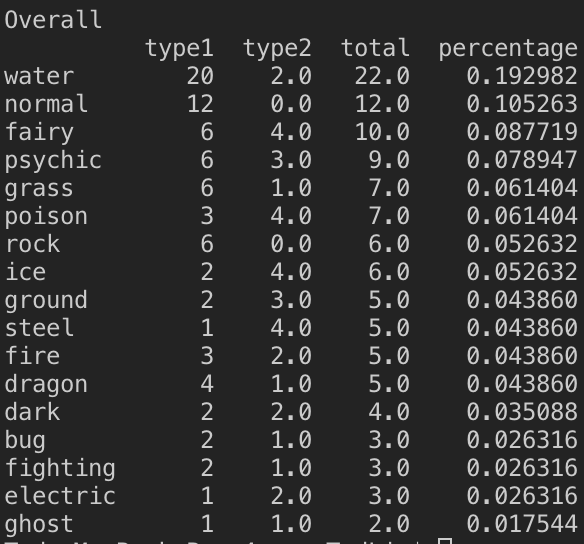 Overall
type1 type2 total percentage
water 20 2.0 22.0 0.192982
normal 12 0.0 12.0 0.105263
fairy 6 4.0 10.0 0.087719
psychic 6 3.0 9.0 0.078947
grass 6 1.0 7.0 0.061404
poison 3 4.0 7.0 0.061404
rock 6 0.0 6.0 0.052632
ice 2 4.0 6.0 0.052632
ground 2 3.0 5.0 0.043860
steel 1 4.0 5.0 0.043860
fire 3 2.0 5.0 0.043860
dragon 4 1.0 5.0 0.043860
dark 2 2.0 4.0 0.035088
bug 2 1.0 3.0 0.026316
fighting 2 1.0 3.0 0.026316
electric 1 2.0 3.0 0.026316
ghost 1 1.0 2.0 0.017544